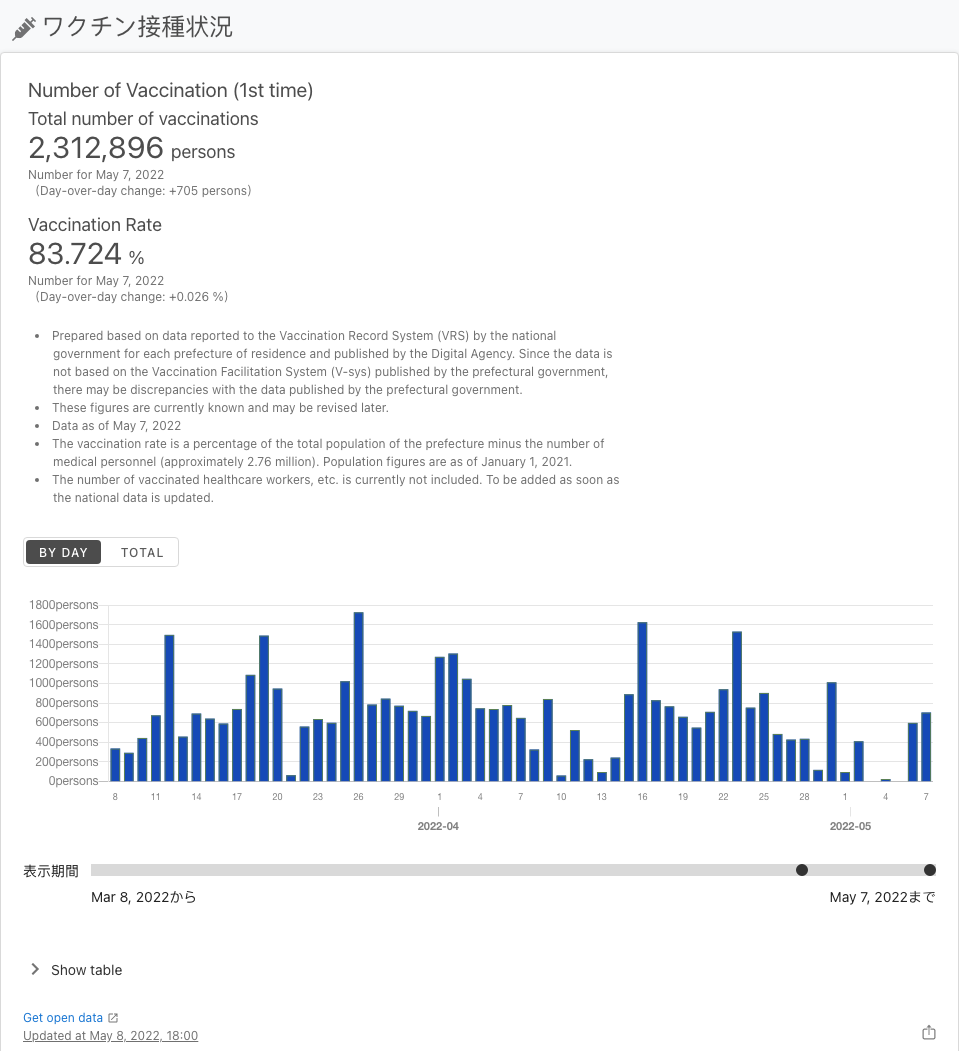 ワクチン接種状況
Number of Vaccination (1st time)
Total number of vaccinations
2,312,896 persons
Number for May 7, 2022
(Day-over-day change: +705 persons)
Vaccination Rate
83.724 %
Number for May 7, 2022
(Day-over-day change: +0.026 %)
• Prepared based on data reported to the Vaccination Record System (VRS) by the national
government for each prefecture of residence and published by the Digital Agency. Since the data is
not based on the Vaccination Facilitation System (V-sys) published by the prefectural government,
there may be discrepancies with the data published by the prefectural government.
• These figures are currently known and may be revised later.
• Data as of May 7, 2022
• The vaccination rate is a percentage of the total population of the prefecture minus the number of
medical personnel (approximately 2.76 million). Population figures are as of January 1, 2021.
• The number of vaccinated healthcare workers, etc. is currently not included. To be added as soon as
the national data is updated.
BY DAY TOTAL
1800persons
1600persons
1400persons
1200persons
1000persons
800persons
600persons
400persons
200persons
0persons
8 11 14 17 20 23 26 29 1 4 7 10 13 16 19 22 25 28 1 4 7
2022-04 2022-05
表示期間
Mar 8, 2022から May 7, 2022まで
Show table
Get open data
Updated at May 8, 2022, 18:00